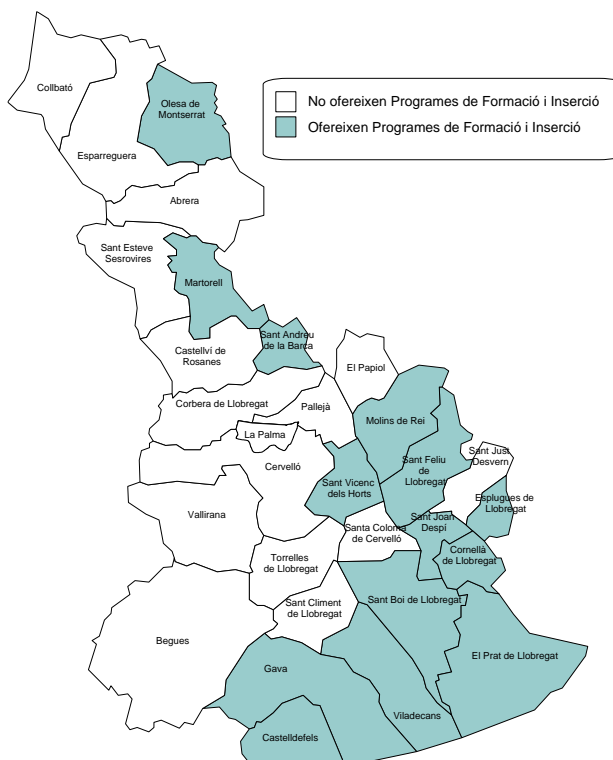 Collbató
Olesa de
Montserrat
No ofereixen Programes de Formació i Inserció
Ofereixen Programes de Formació i Inserció
Esparreguera
Abrera
Sant Esteve
Sesrovires
Martorell
Sant Andreu
de la Barca
Castellví de
Rosanes
El Papiol
Corbera de Llobregat
Pallejà
Molins de Rei
La Palma
Cervelló
Sant Feliu
de
Llobregat
Sant Just
Desvern
Sant Vicenc
dels Horts
Esplugues de
Llobregat
Vallirana
Santa Coloma
de Cervelló
Sant Joan
Despí
Cornellà
de Llobregat
Torrelles
de Llobregat
Sant Climent
de Llobregat
Sant Boi de Llobregat
Begues
El Prat de Llobregat
Gava
Viladecans
Castelldefels